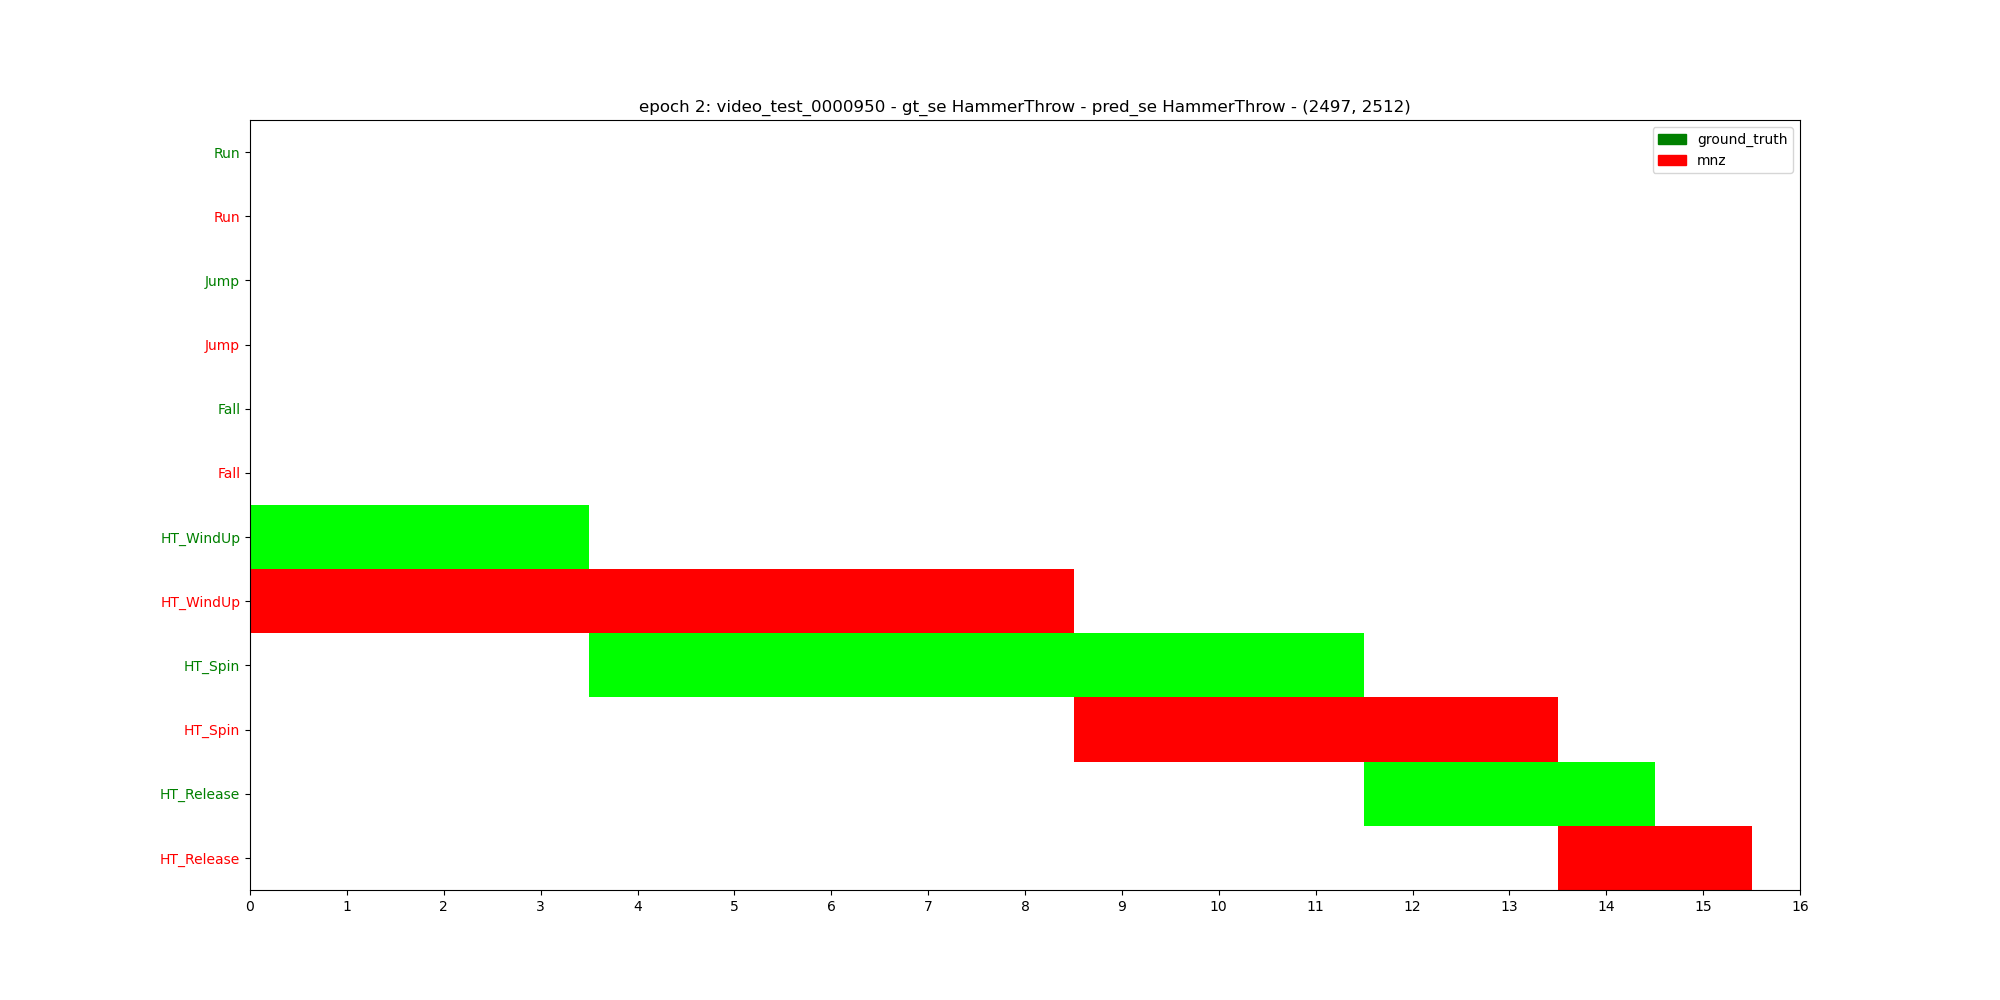 epoch 2: video_test_0000950 - gt_se HammerThrow - pred_se HammerThrow - (2497, 2512)
ground_truth
mnz
Run
Run
Jump
Jump
Fall
Fall
HT_WindUp
HT_WindUp
HT_Spin
HT_Spin
HT_Release
HT_Release
0 1 2 3 4 5 6 7 8 9 10 11 12 13 14 15 16